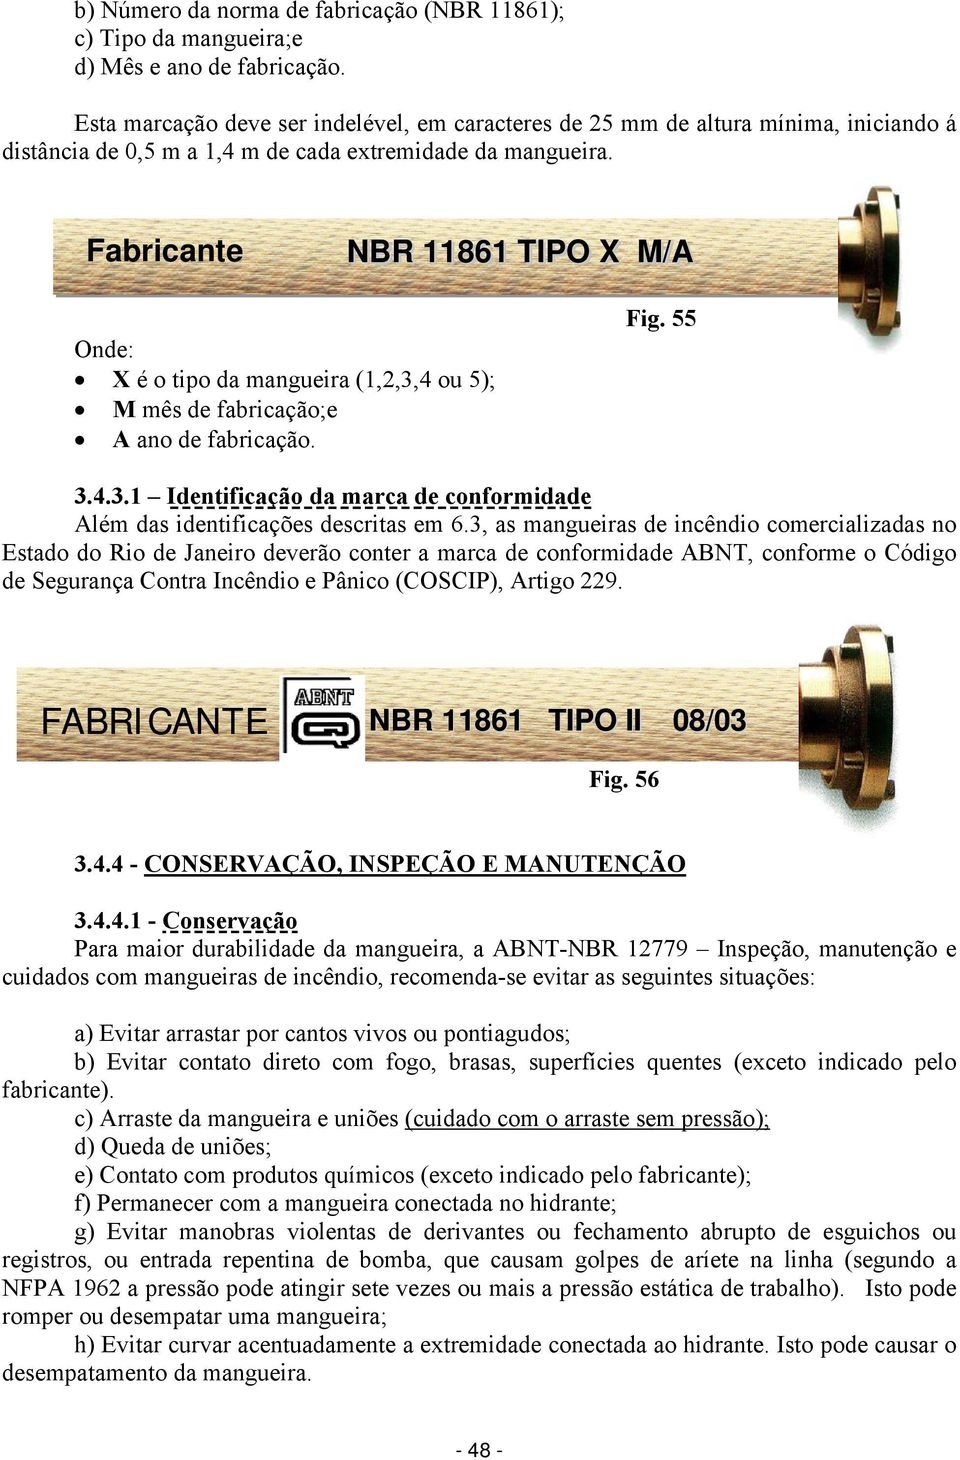 b) Número da norma de fabricação (NBR 11861);
c) Tipo da mangueira;e
d) Mês e ano de fabricação.
Esta marcação deve ser indelével, em caracteres de 25 mm de altura mínima, iniciando á
distância de 0,5 m a 1,4 m de cada extremidade da mangueira.
Fabricante NBR 11861 TIPO X M/A
Fig. 55
Onde:
• X é o tipo da mangueira (1,2,3,4 ou 5);
• M mês de fabricação;e
• A ano de fabricação.
3.4.3.1 – Identificação da marca de conformidade
Além das identificações descritas em 6.3, as mangueiras de incêndio comercializadas no
Estado do Rio de Janeiro deverão conter a marca de conformidade ABNT, conforme o Código
de Segurança Contra Incêndio e Pânico (COSCIP), Artigo 229.
FABRICANTE ABNT NBR 11861 TIPO II 08/03
Fig. 56
3.4.4 - CONSERVAÇÃO, INSPEÇÃO E MANUTENÇÃO
3.4.4.1 - Conservação
Para maior durabilidade da mangueira, a ABNT-NBR 12779 – Inspeção, manutenção e
cuidados com mangueiras de incêndio, recomenda-se evitar as seguintes situações:
a) Evitar arrastar por cantos vivos ou pontiagudos;
b) Evitar contato direto com fogo, brasas, superfícies quentes (exceto indicado pelo
fabricante).
c) Arraste da mangueira e uniões (cuidado com o arraste sem pressão);
d) Queda de uniões;
e) Contato com produtos químicos (exceto indicado pelo fabricante);
f) Permanecer com a mangueira conectada no hidrante;
g) Evitar manobras violentas de derivantes ou fechamento abrupto de esguichos ou
registros, ou entrada repentina de bomba, que causam golpes de aríete na linha (segundo a
NFPA 1962 a pressão pode atingir sete vezes ou mais a pressão estática de trabalho). Isto pode
romper ou desempatar uma mangueira;
h) Evitar curvar acentuadamente a extremidade conectada ao hidrante. Isto pode causar o
desempatamento da mangueira.
- 48 -